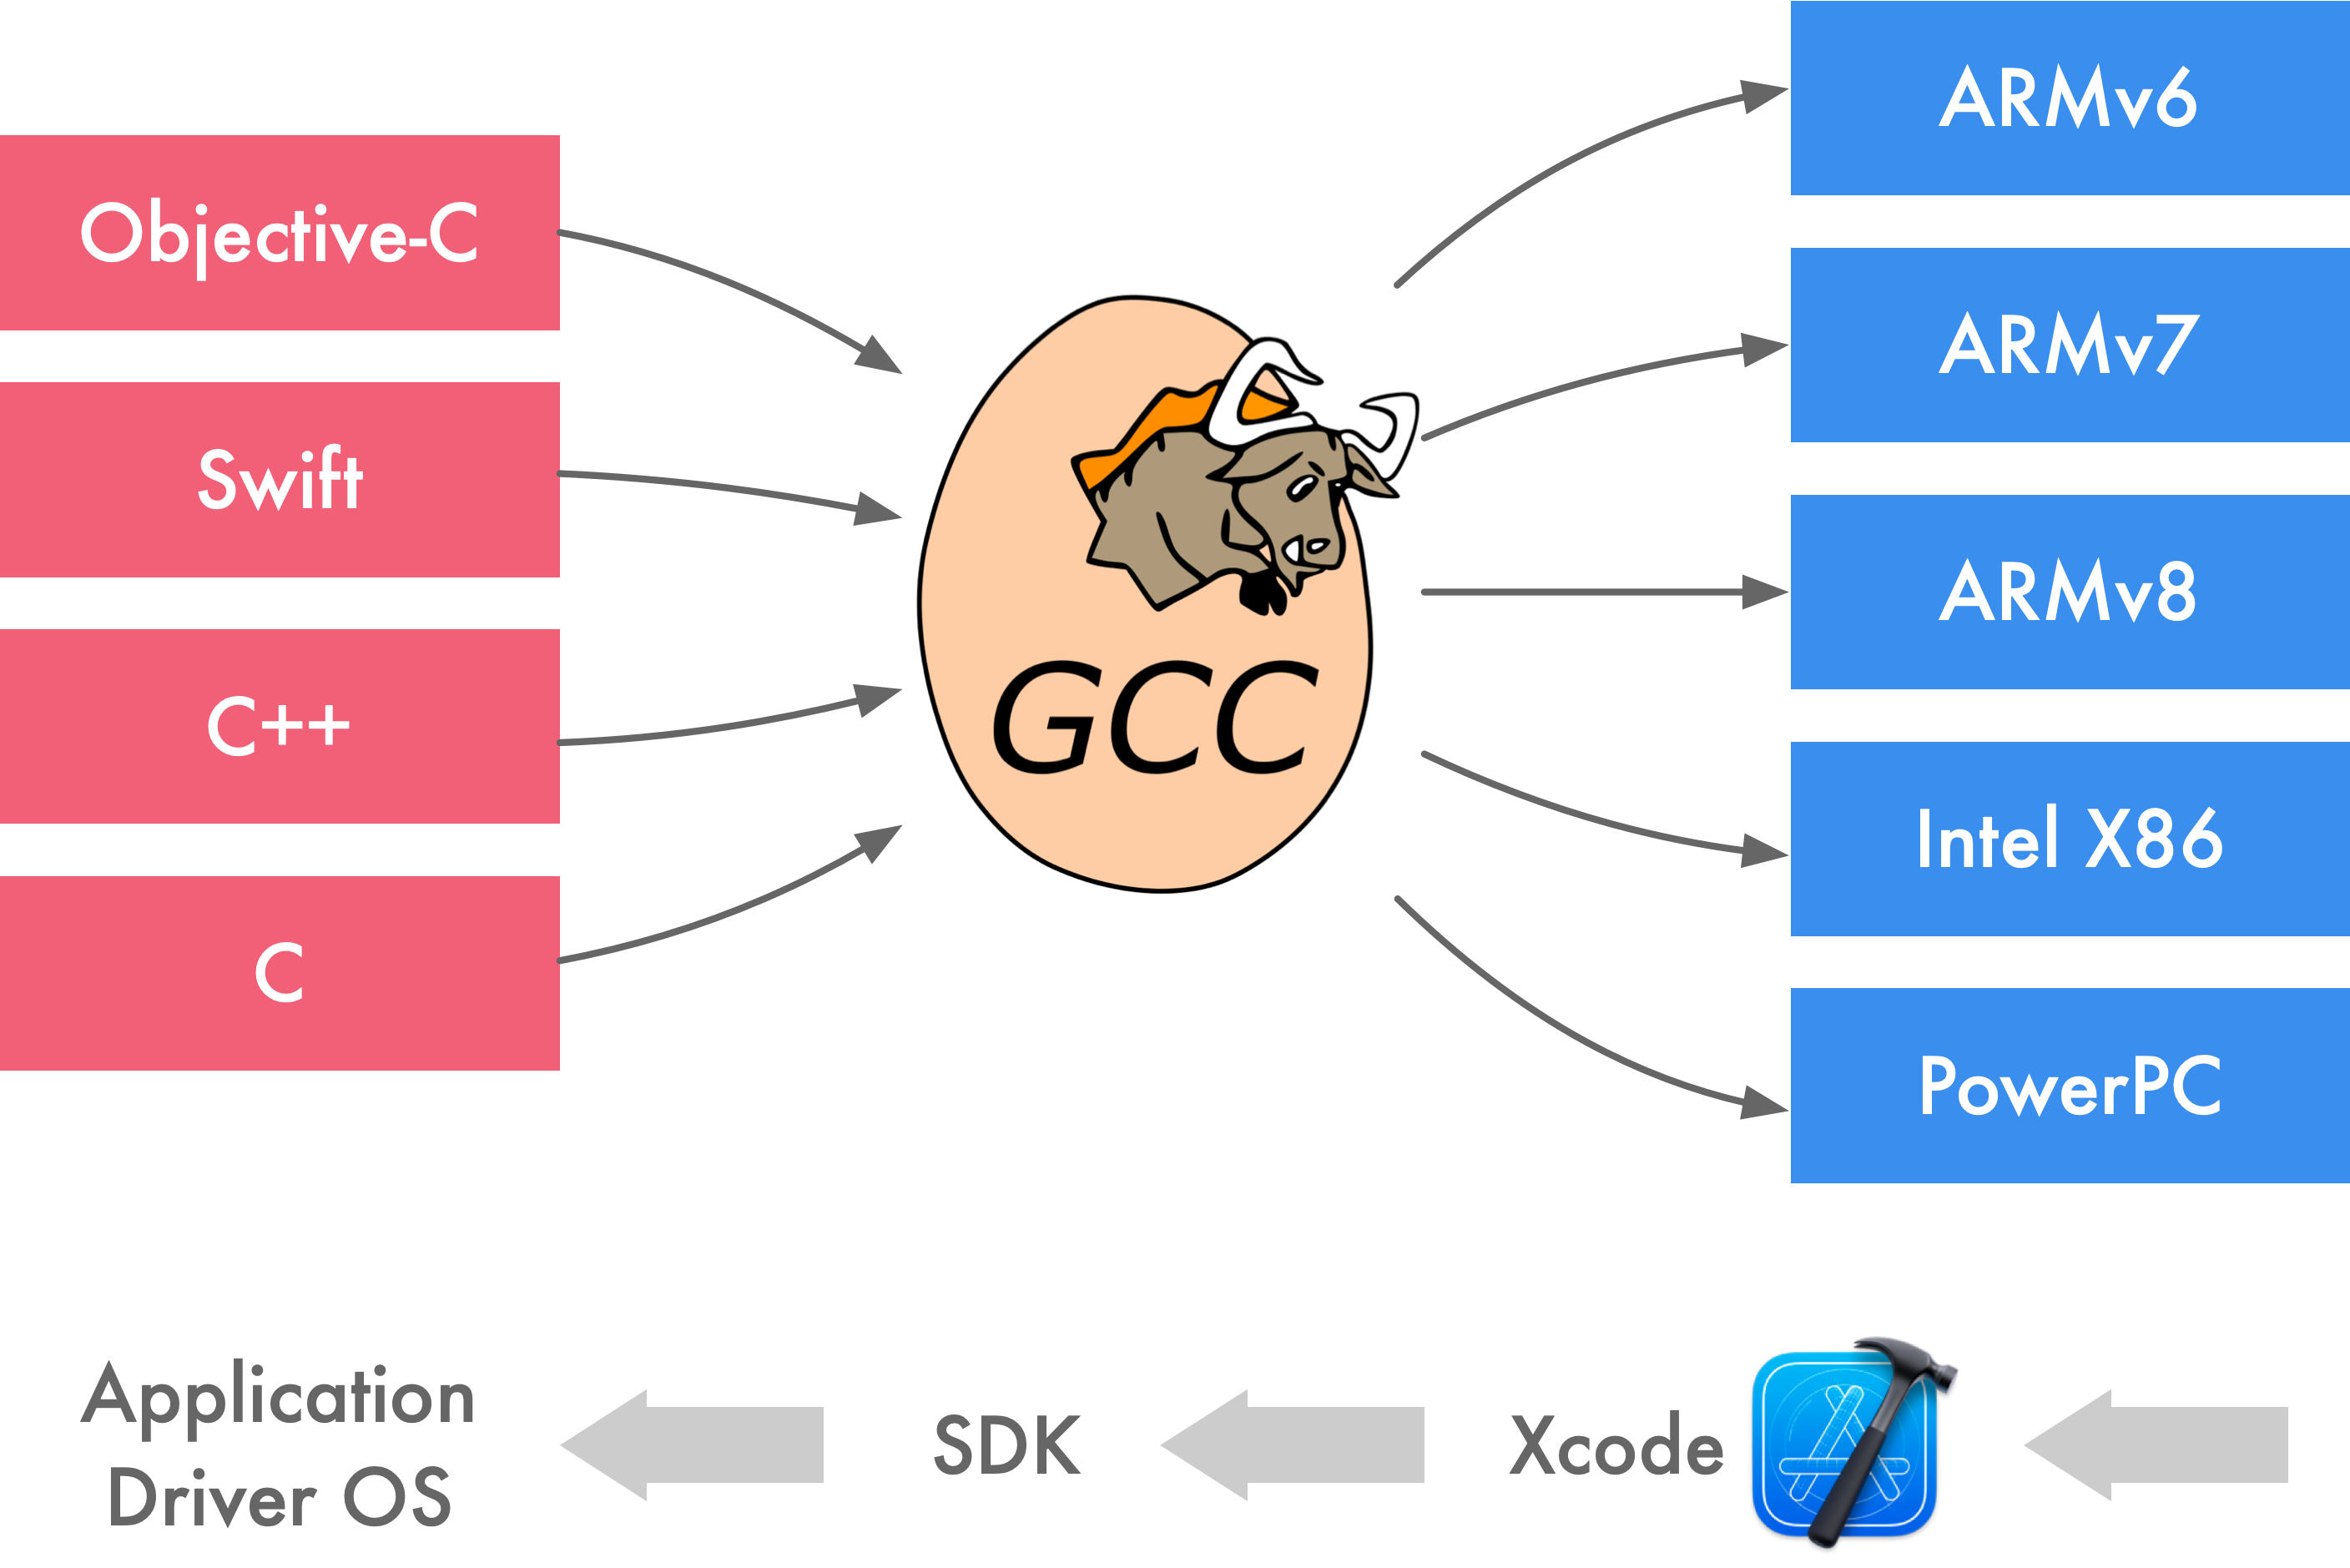 Objective-C
Swift
C++
C
GCC
ARMv6
ARMv7
ARMv8
Intel X86
PowerPC
Application
Driver OS
SDK
Xcode